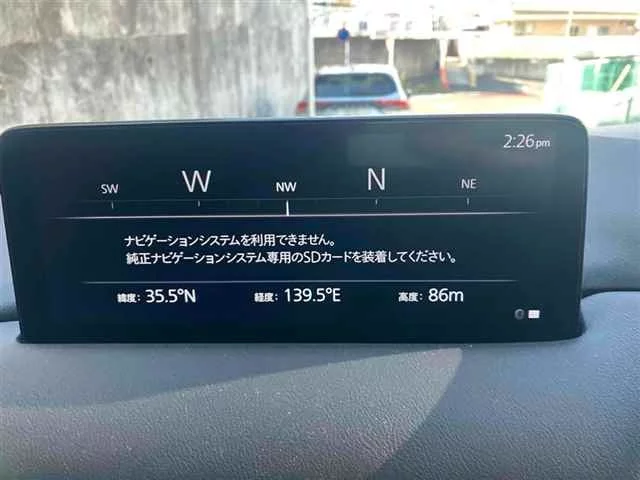 2:26pm
SW W NW N NE
ナビゲーションシステムを利用できません。
純正ナビゲーションシステム専用のSDカードを装着してください。
緯度: 35.5°N 経度: 139.5°E 高度: 86m